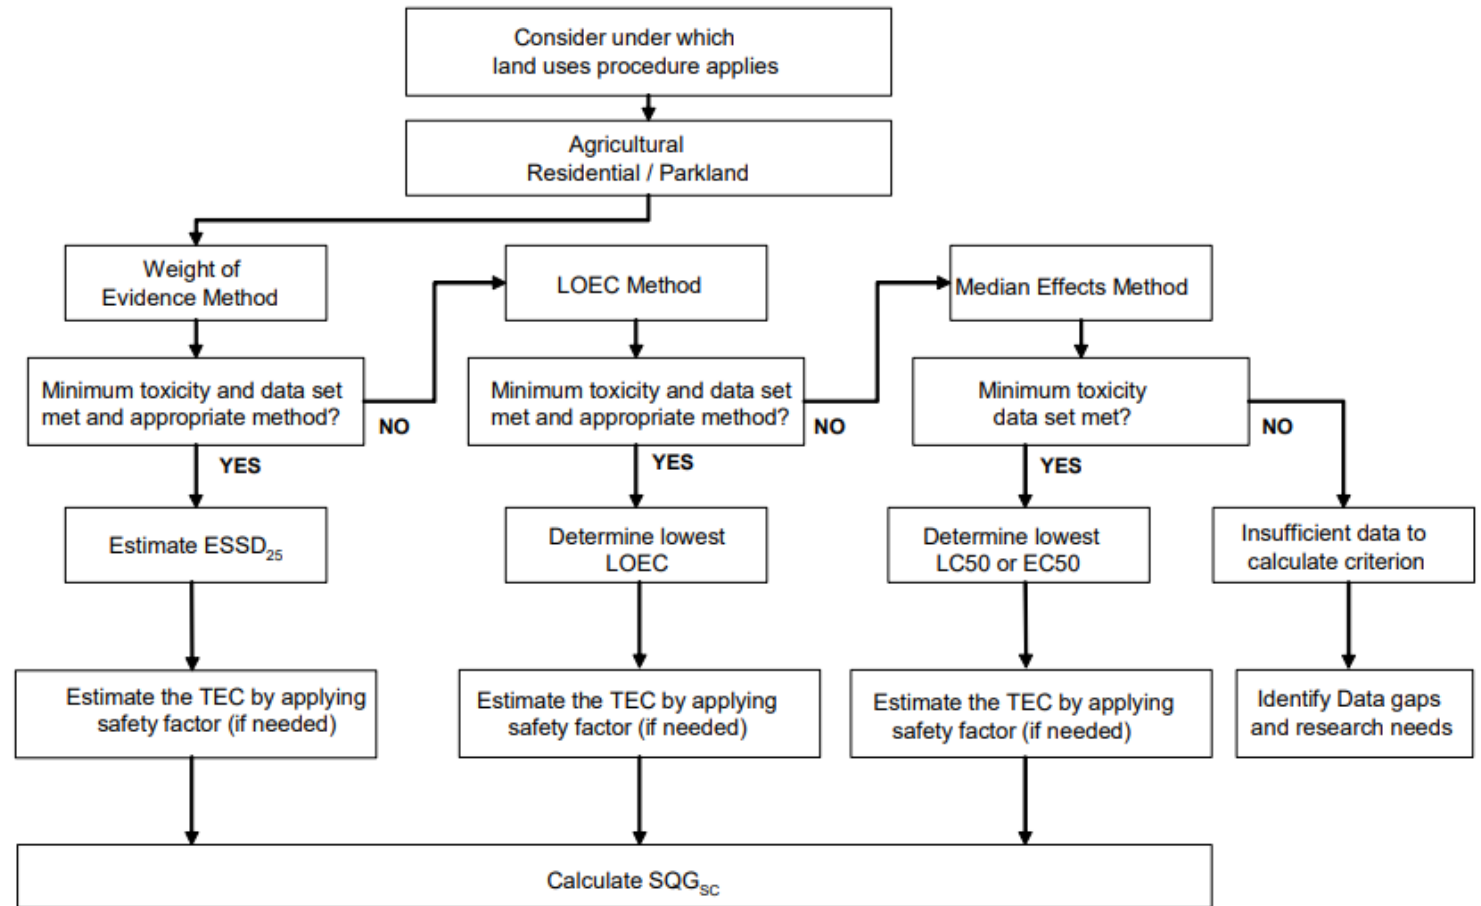 Consider under which
land uses procedure applies
Agricultural
Residential / Parkland
Weight of
Evidence Method
LOEC Method
Median Effects Method
Minimum toxicity and data set
met and appropriate method?
NO
YES
Minimum toxicity and data set
met and appropriate method?
NO
YES
Minimum toxicity
data set met?
NO
YES
Estimate ESSD25
Determine lowest
LOEC
Determine lowest
LC50 or EC50
Insufficient data to
calculate criterion
Estimate the TEC by applying
safety factor (if needed)
Estimate the TEC by applying
safety factor (if needed)
Estimate the TEC by applying
safety factor (if needed)
Identify Data gaps
and research needs
Calculate SQGSC